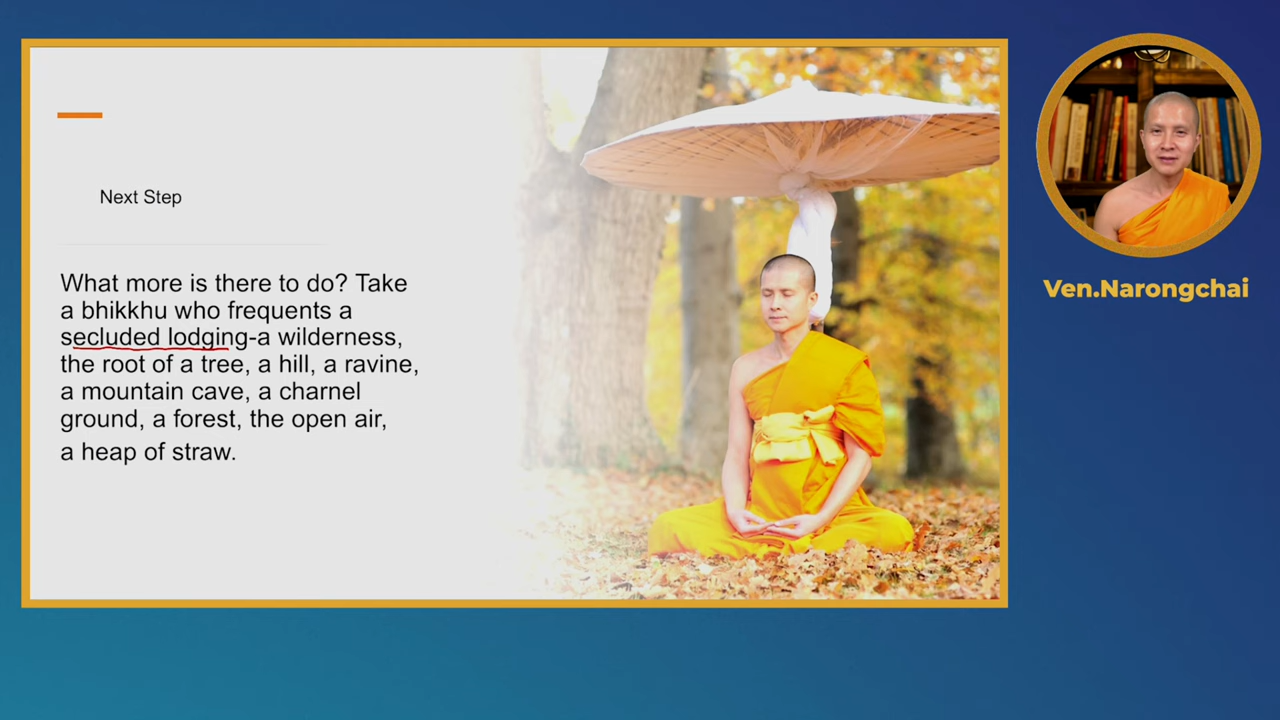 Next Step
What more is there to do? Take
a bhikkhu who frequents a
secluded lodging-a wilderness,
the root of a tree, a hill, a ravine,
a mountain cave, a charnel
ground, a forest, the open air,
a heap of straw.
Ven.Narongchai